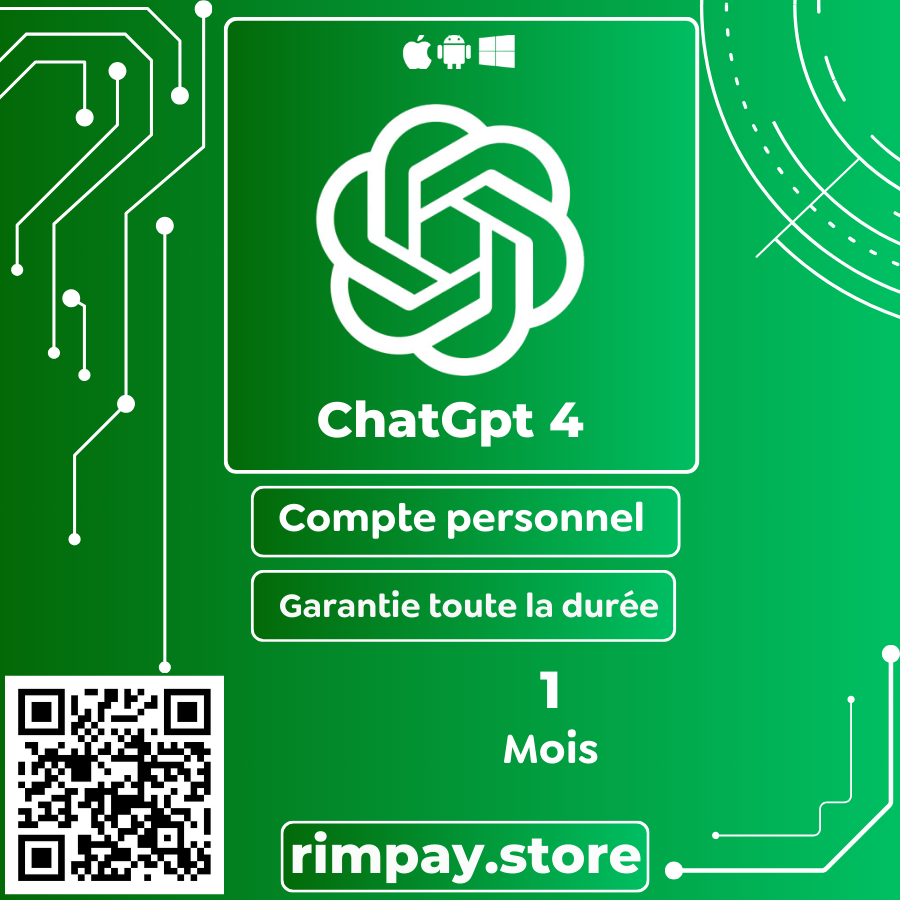 ChatGpt 4
Compte personnel
Garantie toute la durée
1
Mois
rimpay.store